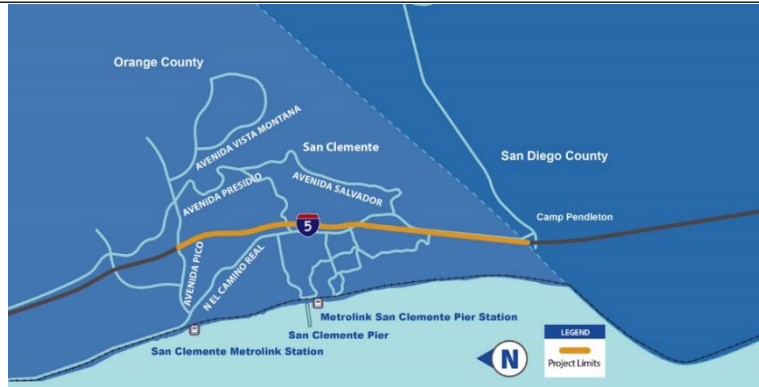 Orange County
AVENIDA VISTA MONTANA
San Clemente
AVENIDA PRESIDIO
AVENIDA SALVADOR
San Diego County
Camp Pendleton
5
AVENIDA PICO
N EL CAMINO REAL
Metrolink San Clemente Pier Station
San Clemente Pier
San Clemente Metrolink Station
N
LEGEND
Project Limits